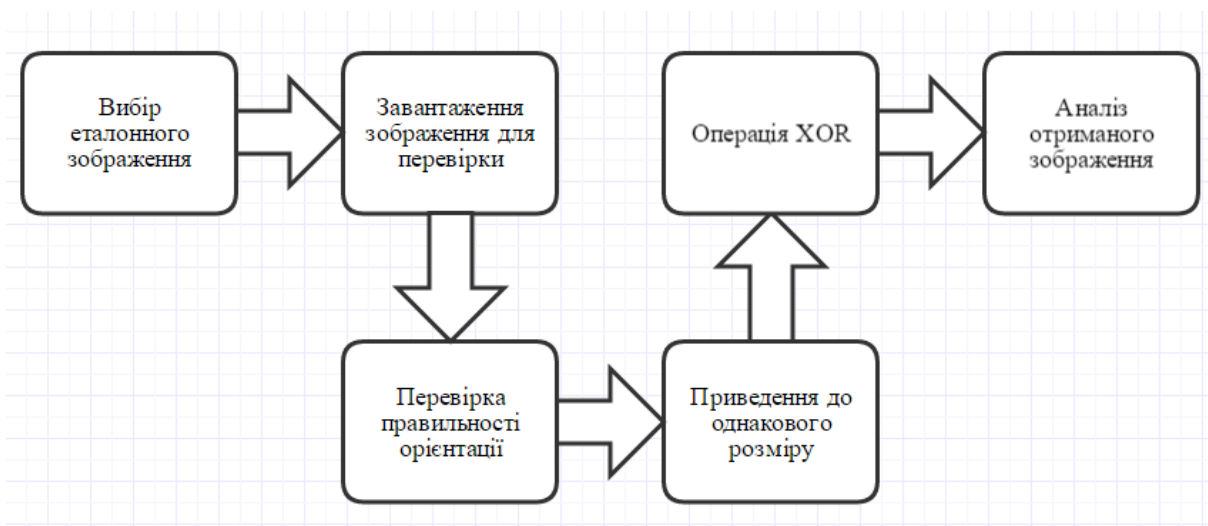 Вибір
еталонного
зображення
Завантаження
зображення для
перевірки
Перевірка
правильності
орієнтації
Приведення до
однакового
розміру
Операція XOR
Аналіз
отриманого
зображення